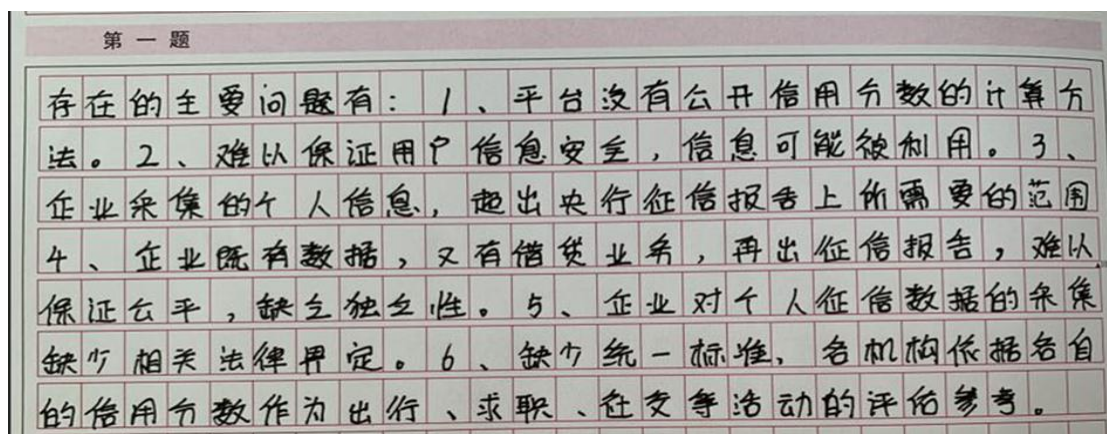 第一题
存在的主要问题有：1、平台没有公开信用分数的计算方
法。2、难以保证用户信息安全，信息可能被利用。3、
企业采集的个人信息，超出央行征信报告上所需要的范围
4、企业既有数据，又有借贷业务，再出征信报告，难以
保证公平，缺乏独立性。5、企业对个人征信数据的采集
缺少相关法律界定。6、缺少统一标准，各机构依据各自
的信用分数作为出行、求职、社交等活动的评估参考。